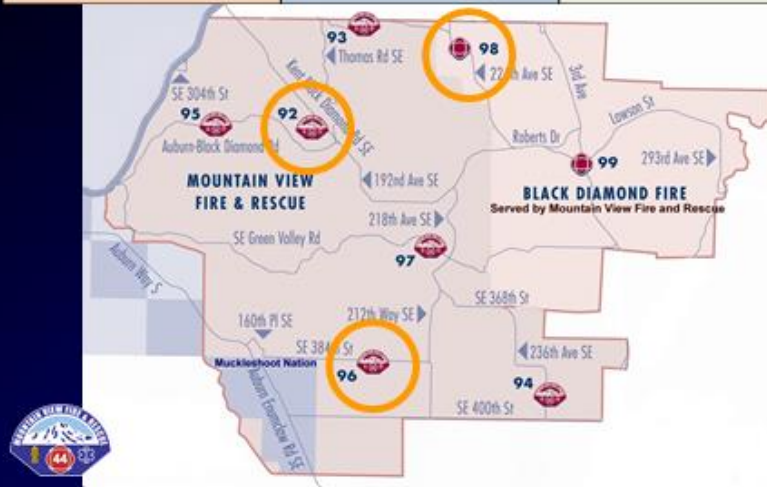 93
Thomas Rd SE
98
224th Ave SE
3rd Ave
SE 304th St
Kent Black Diamond Rd SE
95
92
Lawson St
Auburn-Black Diamond Rd
Roberts Dr
99
293rd Ave SE
192nd Ave SE
MOUNTAIN VIEW
FIRE & RESCUE
BLACK DIAMOND FIRE
Served by Mountain View Fire and Rescue
218th Ave SE
SE Green Valley Rd
97
Auburn Way S
SE 368th St
160th Pl SE
212th Way SE
SE 384th St
236th Ave SE
Muckleshoot Nation
96
94
Auburn Enumclaw Rd SE
SE 400th St
MOUNTAIN VIEW FIRE & RESCUE
44